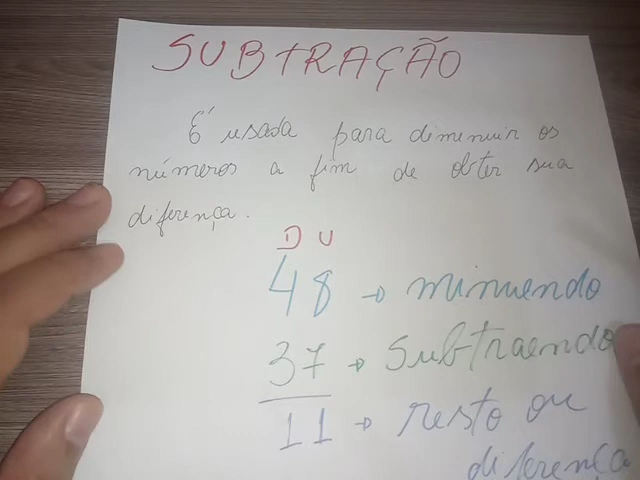 SUBTRAÇÃO
É usada para diminuir os
números a fim de obter sua
diferença.
D U
48 → minuendo
37 → Subtraendo
11 → resto ou
diferença